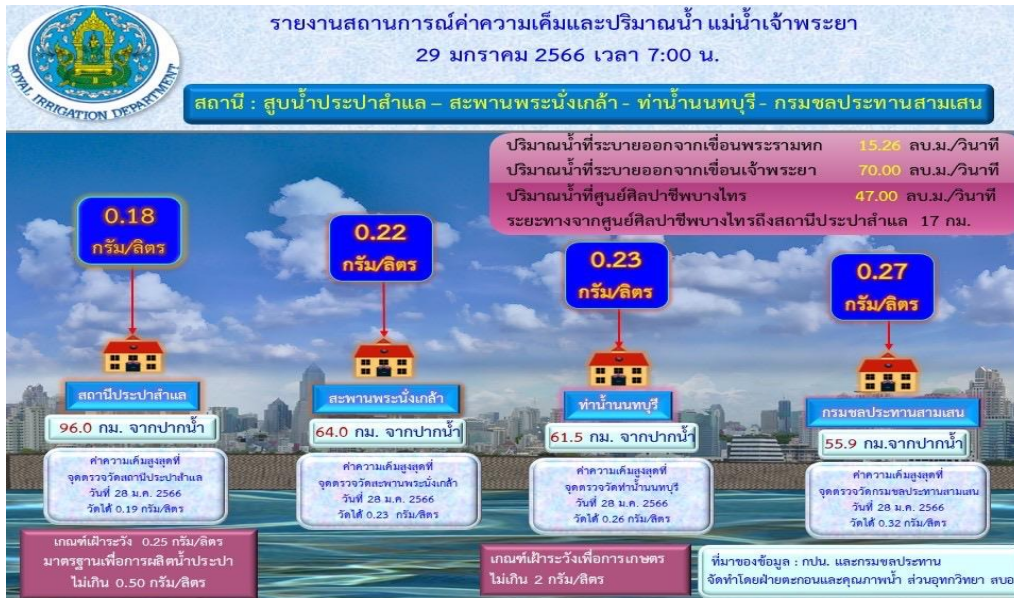 รายงานสถานการณ์ค่าความเค็มและปริมาณน้ำ แม่น้ำเจ้าพระยา
29 มกราคม 2566 เวลา 7:00 น.
ROYAL IRRIGATION DEPARTMENT
สถานี : สูบน้ำประปาสำแล – สะพานพระนั่งเกล้า - ท่าน้ำนนทบุรี - กรมชลประทานสามเสน
ปริมาณน้ำที่ระบายออกจากเขื่อนพระรามหก 15.26 ลบ.ม./วินาที
ปริมาณน้ำที่ระบายออกจากเขื่อนเจ้าพระยา 70.00 ลบ.ม./วินาที
ปริมาณน้ำที่ศูนย์ศิลปาชีพบางไทร 47.00 ลบ.ม./วินาที
ระยะทางจากศูนย์ศิลปาชีพบางไทรถึงสถานีประปาสำแล 17 กม.
0.18
กรัม/ลิตร
สถานีประปาสำแล
96.0 กม. จากปากน้ำ
ค่าความเค็มสูงสุดที่
จุดตรวจวัดสถานีประปาสำแล
วันที่ 28 ม.ค. 2566
วัดได้ 0.19 กรัม/ลิตร
0.22
กรัม/ลิตร
สะพานพระนั่งเกล้า
64.0 กม. จากปากน้ำ
ค่าความเค็มสูงสุดที่
จุดตรวจวัดสะพานพระนั่งเกล้า
วันที่ 28 ม.ค. 2566
วัดได้ 0.23 กรัม/ลิตร
0.23
กรัม/ลิตร
ท่าน้ำนนทบุรี
61.5 กม. จากปากน้ำ
ค่าความเค็มสูงสุดที่
จุดตรวจวัดท่าน้ำนนทบุรี
วันที่ 28 ม.ค. 2566
วัดได้ 0.26 กรัม/ลิตร
0.27
กรัม/ลิตร
กรมชลประทานสามเสน
55.9 กม.จากปากน้ำ
ค่าความเค็มสูงสุดที่
จุดตรวจวัดกรมชลประทานสามเสน
วันที่ 28 ม.ค. 2566
วัดได้ 0.32 กรัม/ลิตร
เกณฑ์เฝ้าระวัง 0.25 กรัม/ลิตร
มาตรฐานเพื่อการผลิตน้ำประปา
ไม่เกิน 0.50 กรัม/ลิตร
เกณฑ์เฝ้าระวังเพื่อการเกษตร
ไม่เกิน 2 กรัม/ลิตร
ที่มาของข้อมูล : กปน. และกรมชลประทาน
จัดทำโดยฝ่ายตะกอนและคุณภาพน้ำ ส่วนอุทกวิทยา สบอ